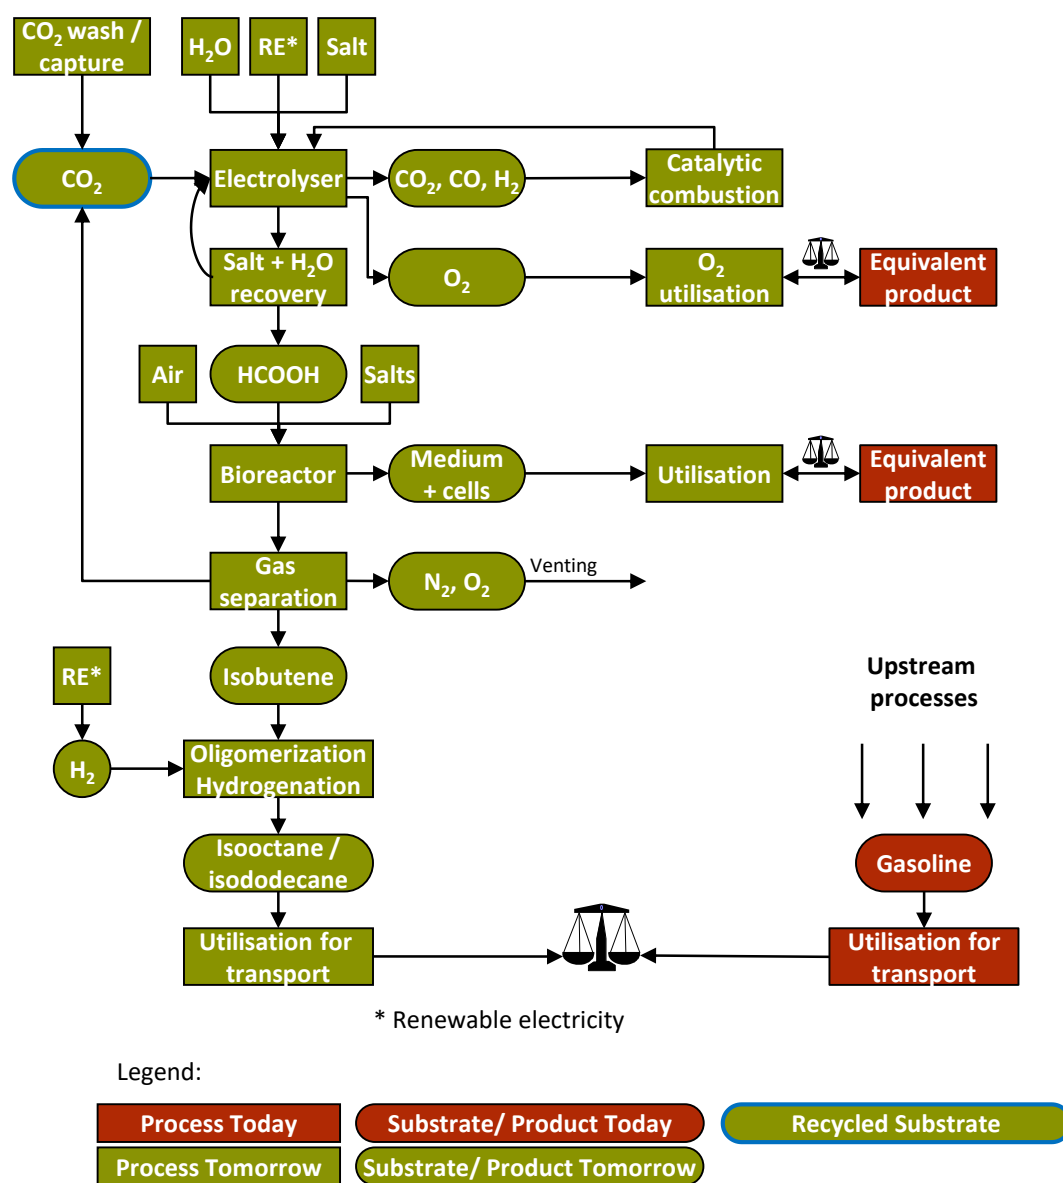 CO₂ wash /
capture
H₂O
RE*
Salt
CO₂
Electrolyser
CO₂, CO, H₂
Catalytic
combustion
Salt + H₂O
recovery
O₂
O₂
utilisation
Equivalent
product
Air
HCOOH
Salts
Bioreactor
Medium
+ cells
Utilisation
Equivalent
product
Gas
separation
N₂, O₂
Venting
Isobutene
RE*
Upstream
processes
H₂
Oligomerization
Hydrogenation
Isooctane /
isododecane
Gasoline
Utilisation for
transport
Utilisation for
transport
* Renewable electricity
Legend:
Process Today
Substrate/ Product Today
Recycled Substrate
Process Tomorrow
Substrate/ Product Tomorrow